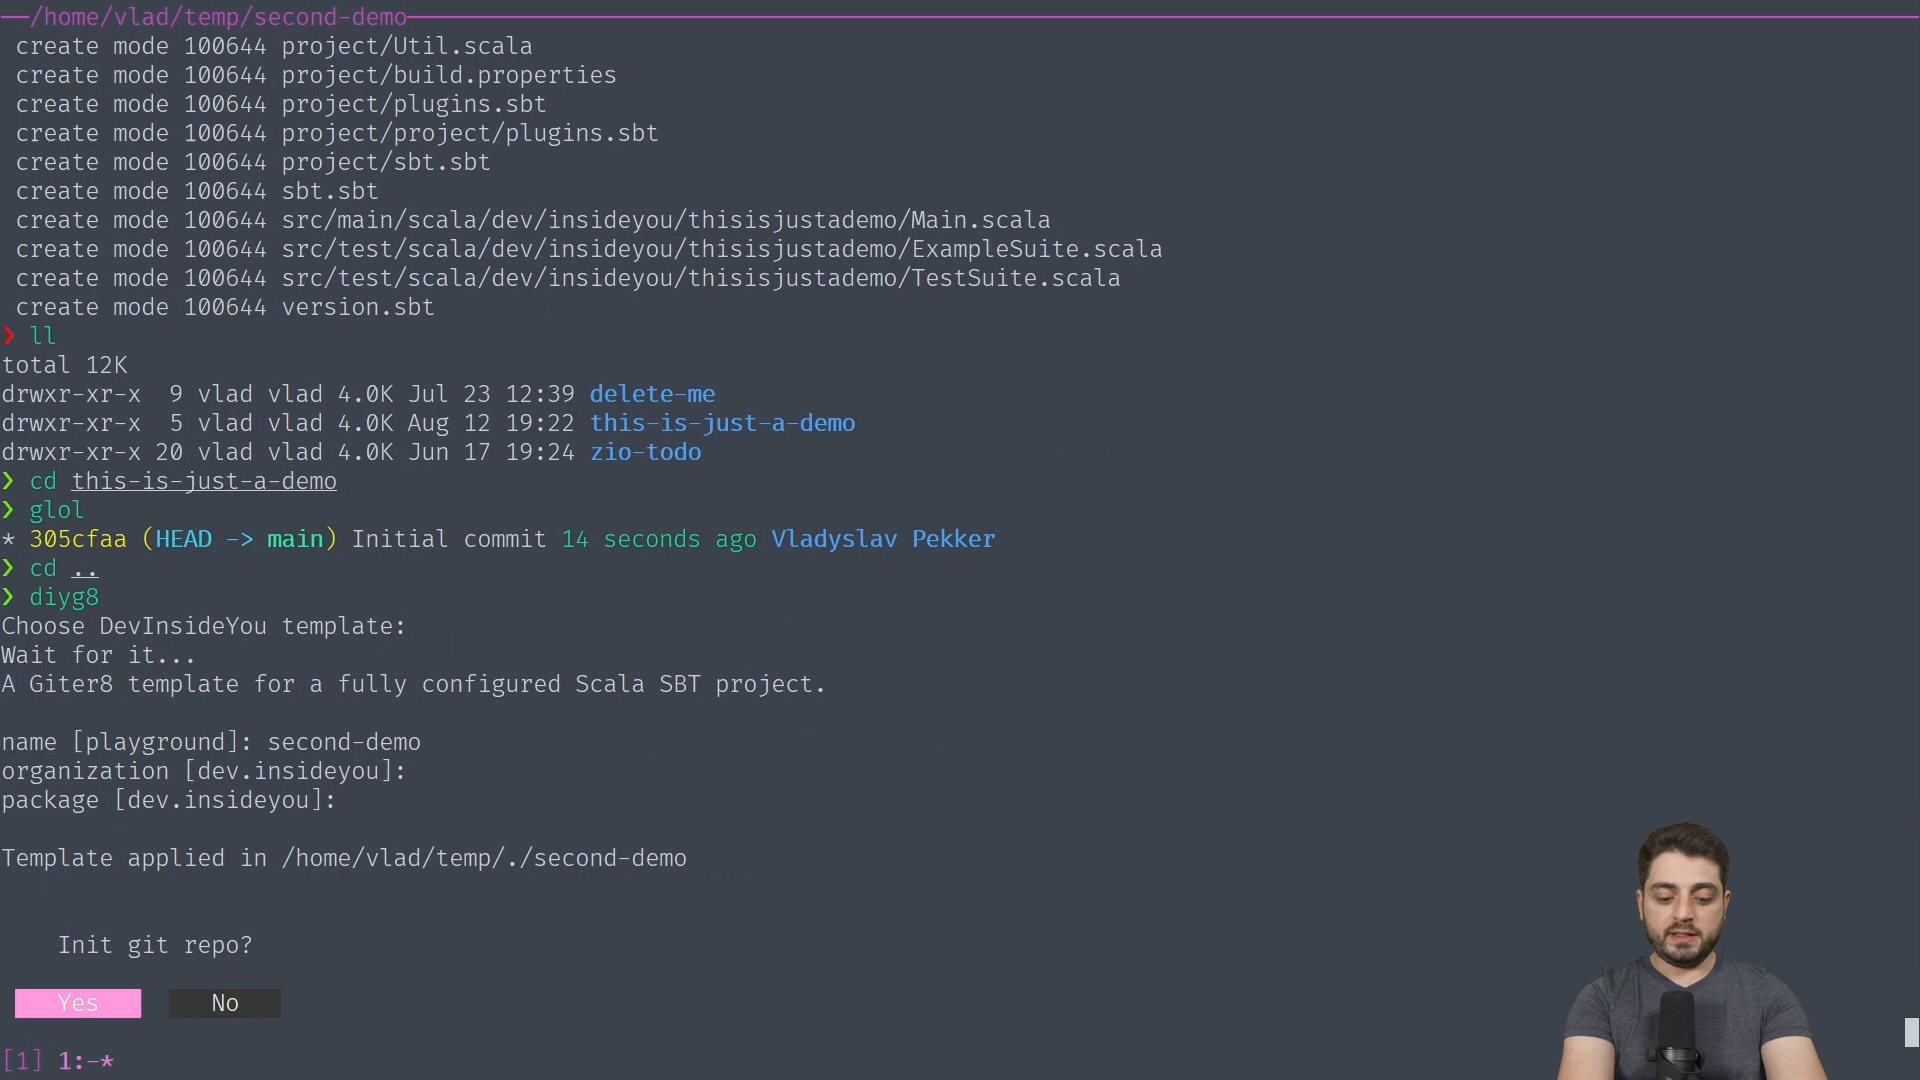 /home/vlad/temp/second-demo
create mode 100644 project/Util.scala
create mode 100644 project/build.properties
create mode 100644 project/plugins.sbt
create mode 100644 project/project/plugins.sbt
create mode 100644 project/sbt.sbt
create mode 100644 sbt.sbt
create mode 100644 src/main/scala/dev/insideyou/thisisjustademo/Main.scala
create mode 100644 src/test/scala/dev/insideyou/thisisjustademo/ExampleSuite.scala
create mode 100644 src/test/scala/dev/insideyou/thisisjustademo/TestSuite.scala
create mode 100644 version.sbt
❯ ll
total 12K
drwxr-xr-x  9 vlad vlad 4.0K Jul 23 12:39 delete-me
drwxr-xr-x  5 vlad vlad 4.0K Aug 12 19:22 this-is-just-a-demo
drwxr-xr-x 20 vlad vlad 4.0K Jun 17 19:24 zio-todo
❯ cd this-is-just-a-demo
❯ glol
* 305cfaa (HEAD -> main) Initial commit 14 seconds ago Vladyslav Pekker
❯ cd ..
❯ diyg8
Choose DevInsideYou template:
Wait for it...
A Giter8 template for a fully configured Scala SBT project.
name [playground]: second-demo
organization [dev.insideyou]:
package [dev.insideyou]:
Template applied in /home/vlad/temp/./second-demo
Init git repo?
Yes No
[1] 1:-*